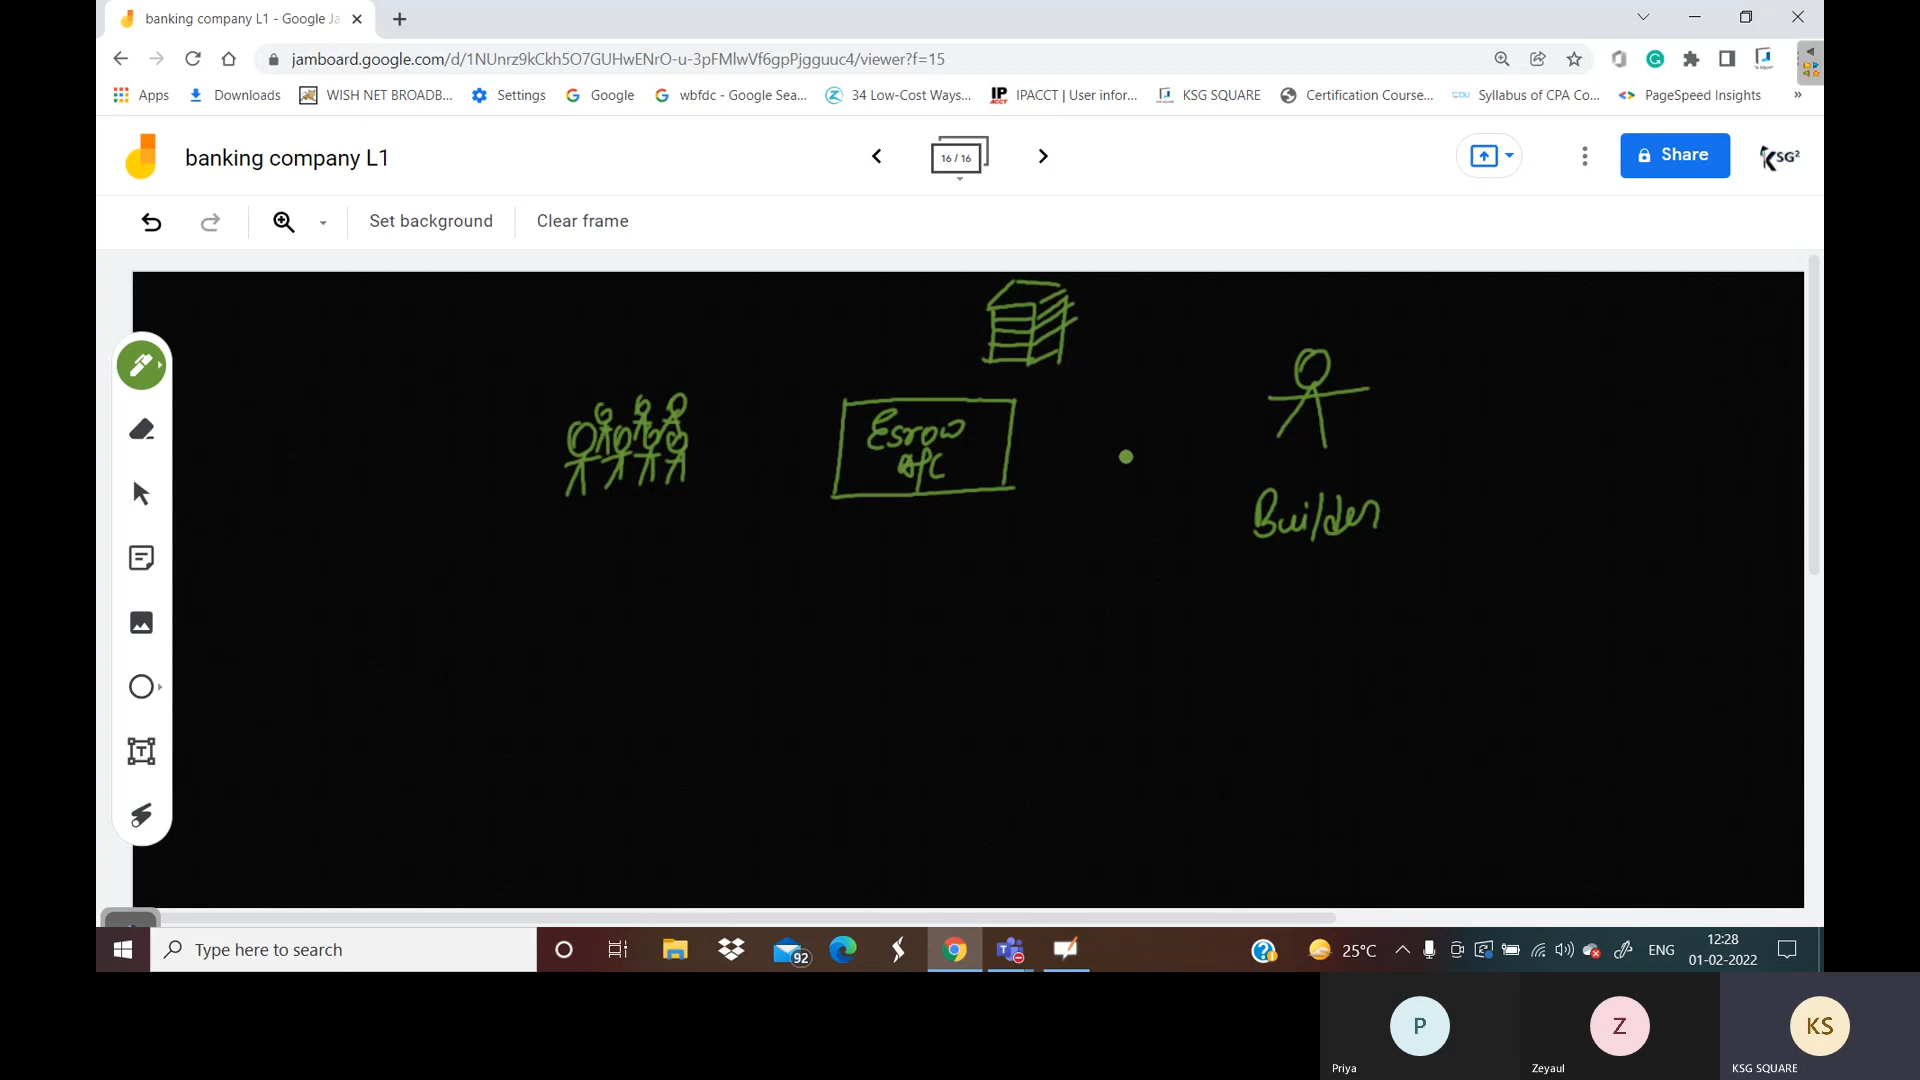 banking company L1 - Google Ja
jamboard.google.com/d/1NUnrz9kCkh5O7GUHwENrO-u-3pFMlwVf6gpPjgguuc4/viewer?f=15
Apps Downloads WISH NET BROADB... Settings Google wbfdc - Google Sea... 34 Low-Cost Ways... IPACCT | User infor... KSG SQUARE Certification Course... Syllabus of CPA Co... PageSpeed Insights »
banking company L1
16 / 16
Share
KSG²
Set background Clear frame
Esrow
A/C
Builder
Type here to search
92
25°C
ENG
12:28
01-02-2022
P
Z
KS
Priya
Zeyaul
KSG SQUARE